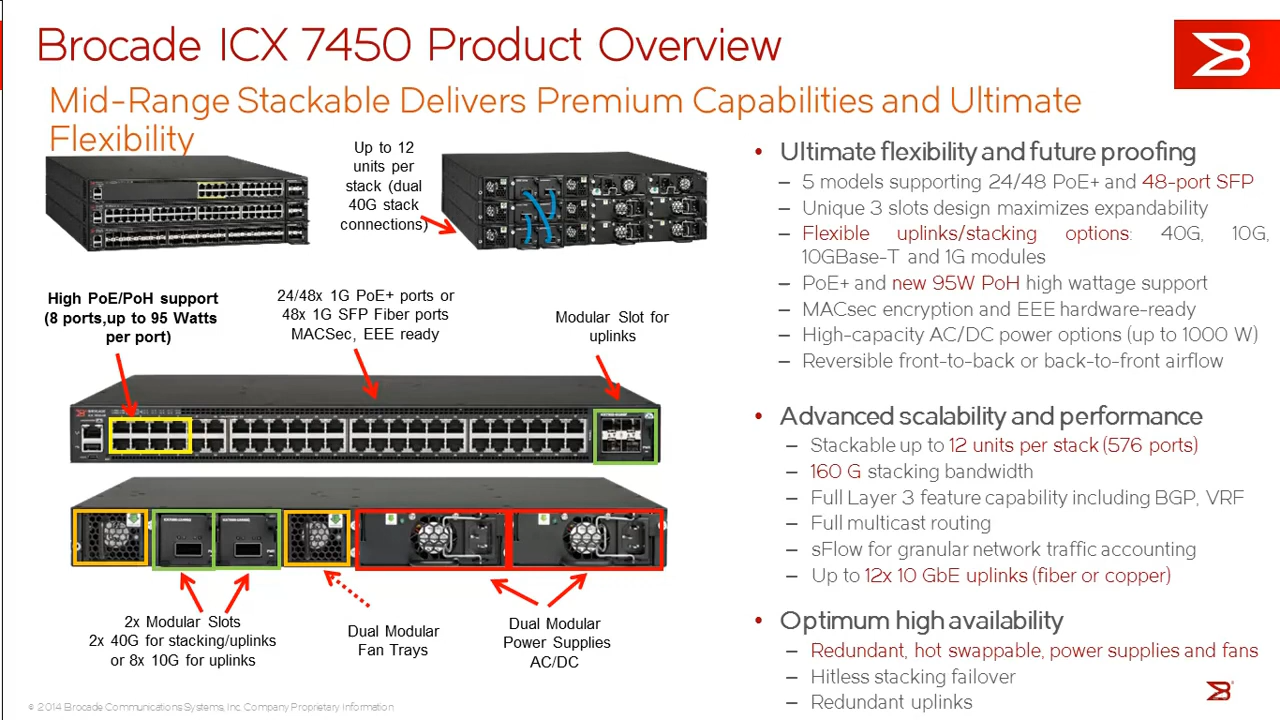 Brocade ICX 7450 Product Overview
Mid-Range Stackable Delivers Premium Capabilities and Ultimate
Flexibility
Up to 12
units per
stack (dual
40G stack
connections)
High PoE/PoH support
(8 ports,up to 95 Watts
per port)
24/48x 1G PoE+ ports or
48x 1G SFP Fiber ports
MACSec, EEE ready
Modular Slot for
uplinks
BROCADE
2x Modular Slots
2x 40G for stacking/uplinks
or 8x 10G for uplinks
Dual Modular
Fan Trays
Dual Modular
Power Supplies
AC/DC
• Ultimate flexibility and future proofing
– 5 models supporting 24/48 PoE+ and 48-port SFP
– Unique 3 slots design maximizes expandability
– Flexible uplinks/stacking options: 40G, 10G,
10GBase-T and 1G modules
– PoE+ and new 95W PoH high wattage support
– MACsec encryption and EEE hardware-ready
– High-capacity AC/DC power options (up to 1000 W)
– Reversible front-to-back or back-to-front airflow
• Advanced scalability and performance
– Stackable up to 12 units per stack (576 ports)
– 160 G stacking bandwidth
– Full Layer 3 feature capability including BGP, VRF
– Full multicast routing
– sFlow for granular network traffic accounting
– Up to 12x 10 GbE uplinks (fiber or copper)
• Optimum high availability
– Redundant, hot swappable, power supplies and fans
– Hitless stacking failover
– Redundant uplinks
© 2014 Brocade Communications Systems, Inc. Company Proprietary Information